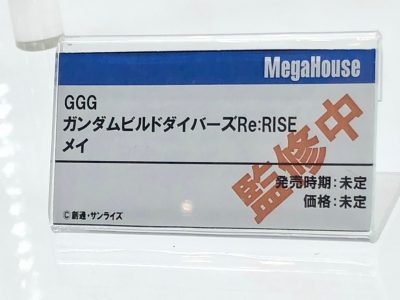 MegaHouse
GGG
ガンダムビルドダイバーズRe:RISE
メイ
監修中
発売時期：未定
価格：未定
©創通・サンライズ